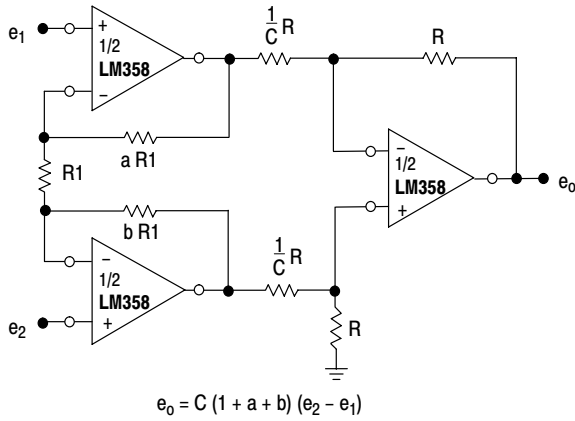 e1
+
1/2
LM358
−
1/C R
R
a R1
R1
b R1
−
1/2
LM358
+
eo
−
1/2
LM358
+
e2
1/C R
R
eo = C (1 + a + b) (e2 − e1)